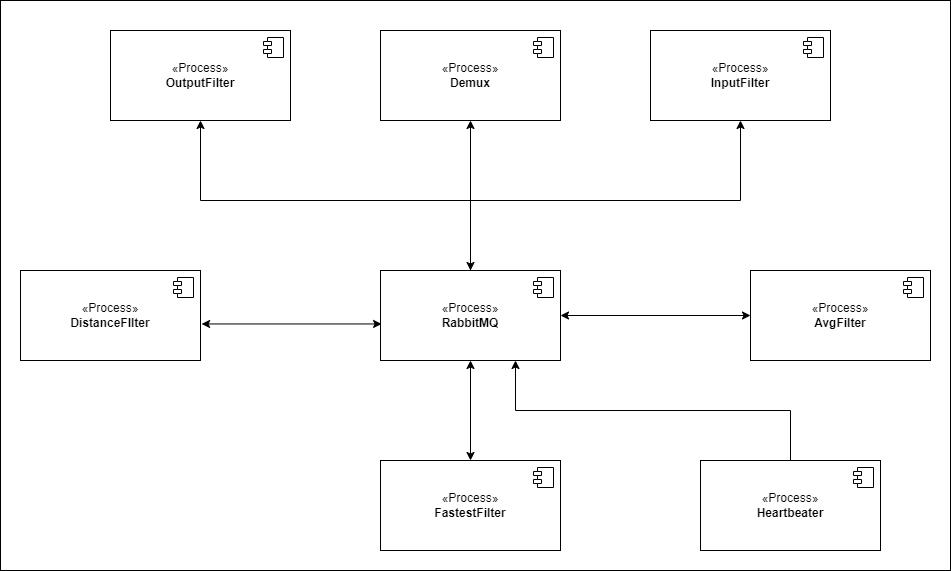 «Process»
OutputFilter
«Process»
Demux
«Process»
InputFilter
«Process»
DistanceFIlter
«Process»
RabbitMQ
«Process»
AvgFilter
«Process»
FastestFilter
«Process»
Heartbeater